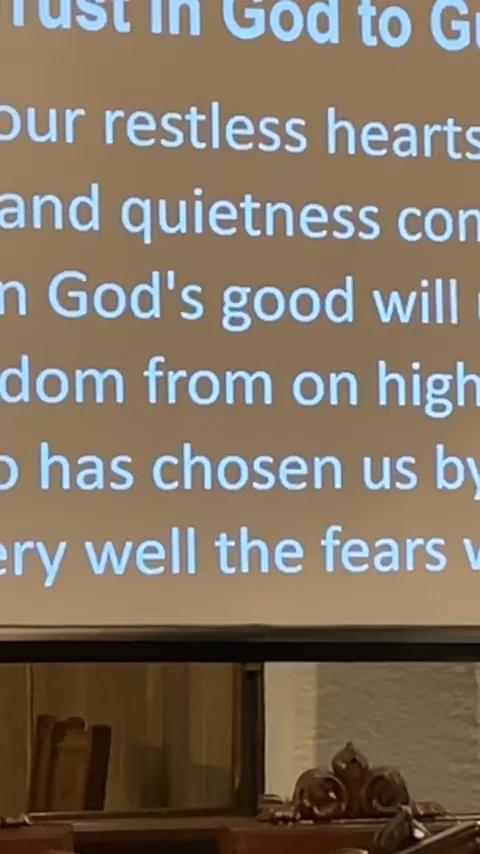 Trust in God to Gu
our restless hearts
and quietness con
n God's good will
dom from on high
o has chosen us by
ery well the fears w